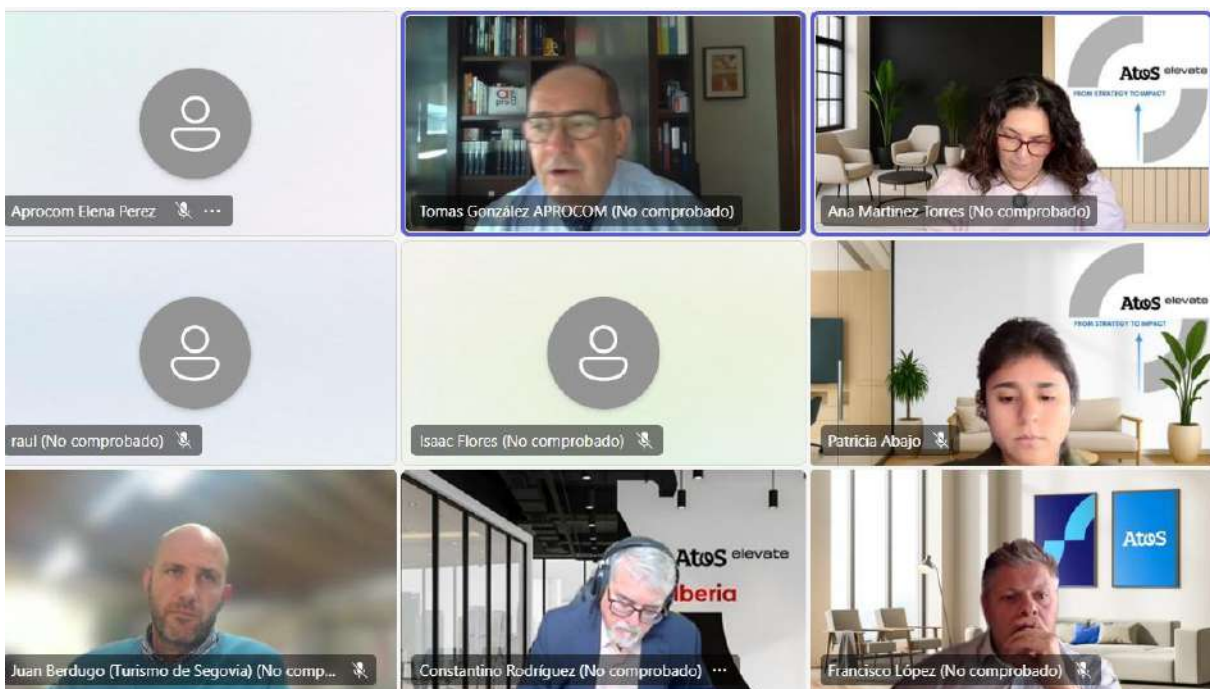 Aprocom Elena Perez
Tomas González APROCOM (No comprobado)
Atos elevate
FROM STRATEGY TO IMPACT
Ana Martinez Torres (No comprobado)
raul (No comprobado)
Isaac Flores (No comprobado)
Atos elevate
FROM STRATEGY TO IMPACT
Patricia Abajo
Juan Berdugo (Turismo de Segovia) (No comp...
Atos elevate
Iberia
Constantino Rodríguez (No comprobado)
Atos
Francisco López (No comprobado)